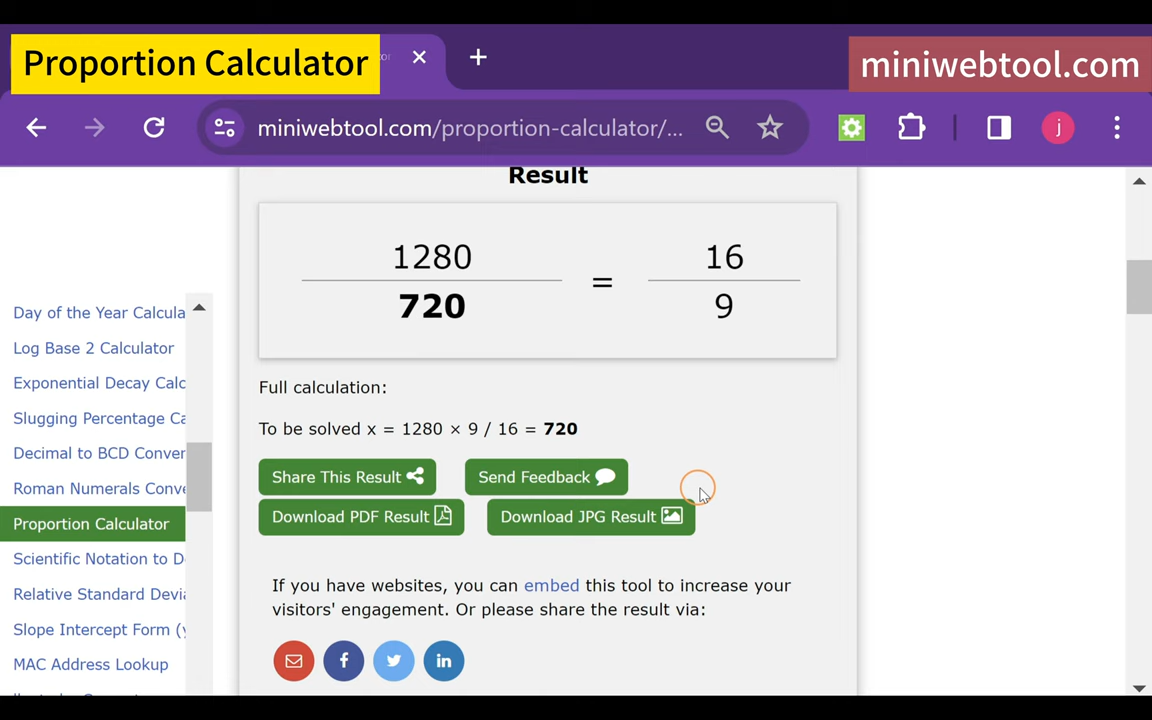 Proportion Calculator
miniwebtool.com
miniwebtool.com/proportion-calculator/...
j
Result
1280
720
=
16
9
Full calculation:
To be solved x = 1280 × 9 / 16 = 720
Share This Result
Send Feedback
Download PDF Result
Download JPG Result
If you have websites, you can embed this tool to increase your
visitors' engagement. Or please share the result via:
f
in
Day of the Year Calcula
Log Base 2 Calculator
Exponential Decay Calc
Slugging Percentage Ca
Decimal to BCD Conver
Roman Numerals Conve
Proportion Calculator
Scientific Notation to D
Relative Standard Devia
Slope Intercept Form (y
MAC Address Lookup